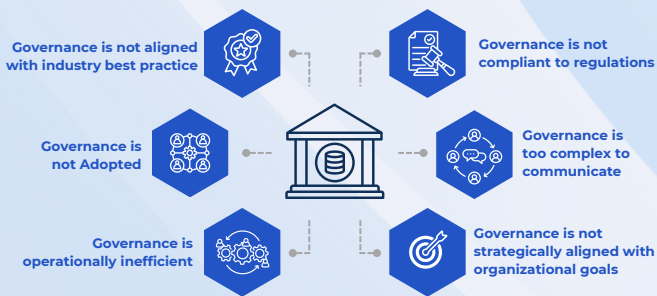 Governance is not aligned
with industry best practice
Governance is not
compliant to regulations
Governance is
not Adopted
Governance is
too complex to
communicate
Governance is
operationally inefficient
Governance is not
strategically aligned with
organizational goals